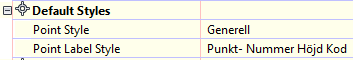 Default Styles
Point Style Generell
Point Label Style Punkt- Nummer Höjd Kod